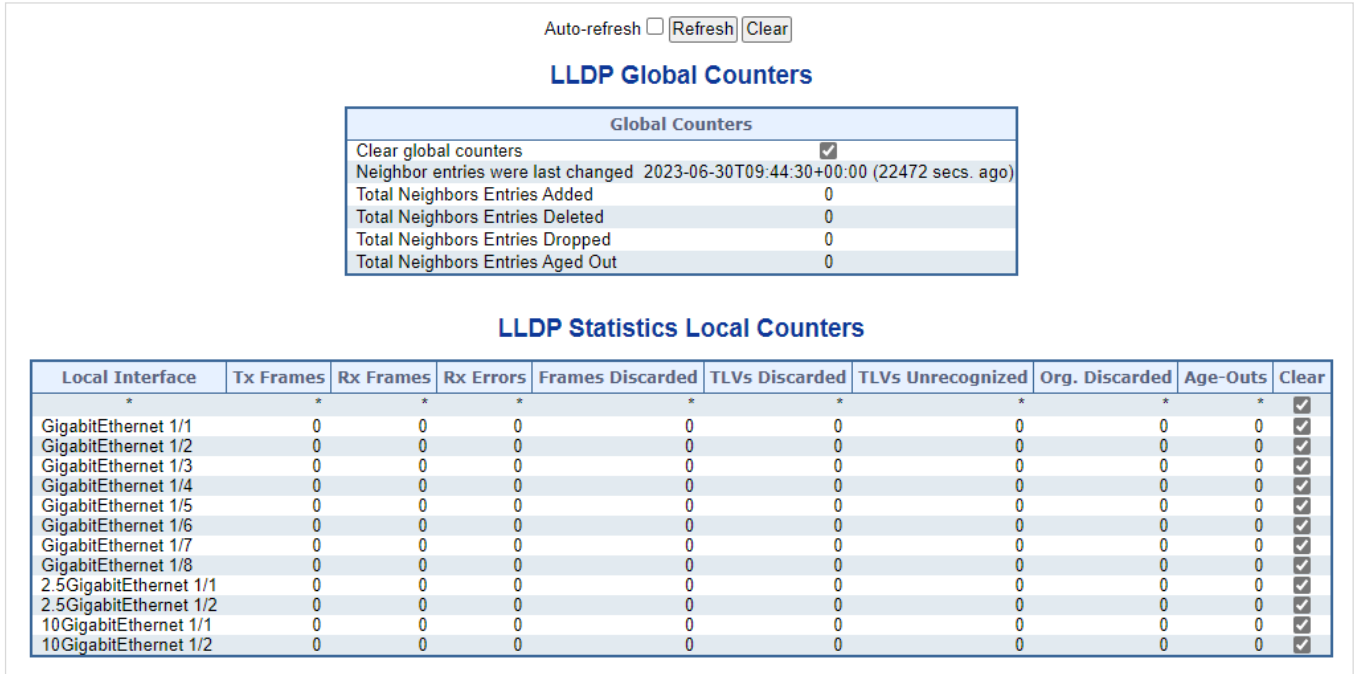 Auto-refresh Refresh Clear
LLDP Global Counters
Global Counters
Clear global counters
Neighbor entries were last changed 2023-06-30T09:44:30+00:00 (22472 secs. ago)
Total Neighbors Entries Added 0
Total Neighbors Entries Deleted 0
Total Neighbors Entries Dropped 0
Total Neighbors Entries Aged Out 0
LLDP Statistics Local Counters
Local Interface Tx Frames Rx Frames Rx Errors Frames Discarded TLVs Discarded TLVs Unrecognized Org. Discarded Age-Outs Clear
* * * * * * * * *
GigabitEthernet 1/1 0 0 0 0 0 0 0 0
GigabitEthernet 1/2 0 0 0 0 0 0 0 0
GigabitEthernet 1/3 0 0 0 0 0 0 0 0
GigabitEthernet 1/4 0 0 0 0 0 0 0 0
GigabitEthernet 1/5 0 0 0 0 0 0 0 0
GigabitEthernet 1/6 0 0 0 0 0 0 0 0
GigabitEthernet 1/7 0 0 0 0 0 0 0 0
GigabitEthernet 1/8 0 0 0 0 0 0 0 0
2.5GigabitEthernet 1/1 0 0 0 0 0 0 0 0
2.5GigabitEthernet 1/2 0 0 0 0 0 0 0 0
10GigabitEthernet 1/1 0 0 0 0 0 0 0 0
10GigabitEthernet 1/2 0 0 0 0 0 0 0 0